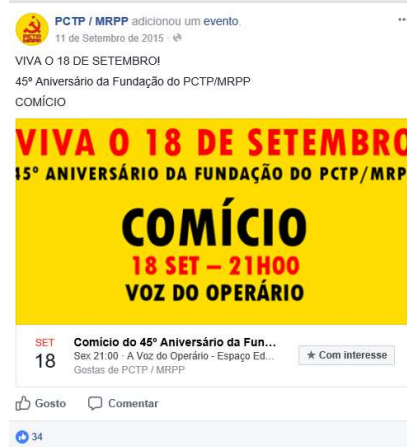 PCTP / MRPP adicionou um evento.
11 de Setembro de 2015
VIVA O 18 DE SETEMBRO!
45º Aniversário da Fundação do PCTP/MRPP
COMÍCIO
VIVA O 18 DE SETEMBRO
45º ANIVERSÁRIO DA FUNDAÇÃO DO PCTP/MRP
COMÍCIO
18 SET – 21H00
VOZ DO OPERÁRIO
SET
18
Comício do 45º Aniversário da Fun...
Sex 21:00 · A Voz do Operário - Espaço Ed...
Gostas de PCTP / MRPP
★ Com interesse
Gosto Comentar
34